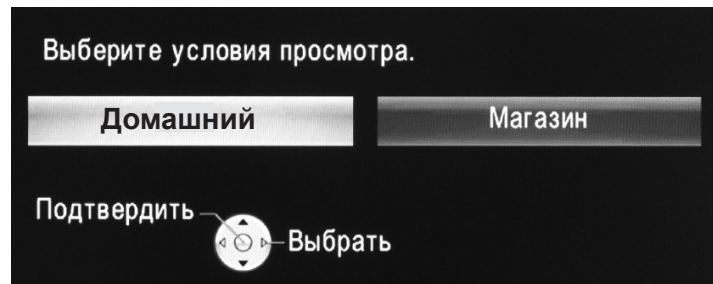 Выберите условия просмотра.
Домашний Магазин
Подтвердить
Выбрать